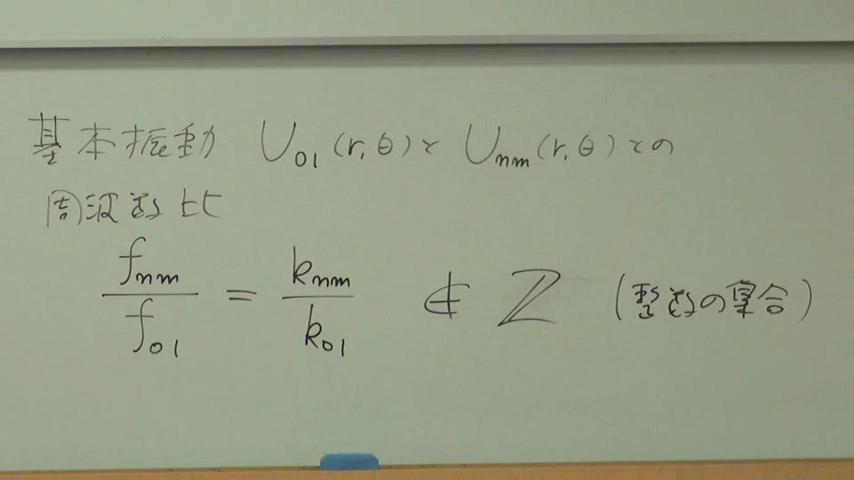 基本振動 U₀₁(r,θ)と Uₙₘ(r,θ)との
周波数比
fₙₘ/f₀₁ = kₙₘ/k₀₁ ∉ ℤ (整数の集合)